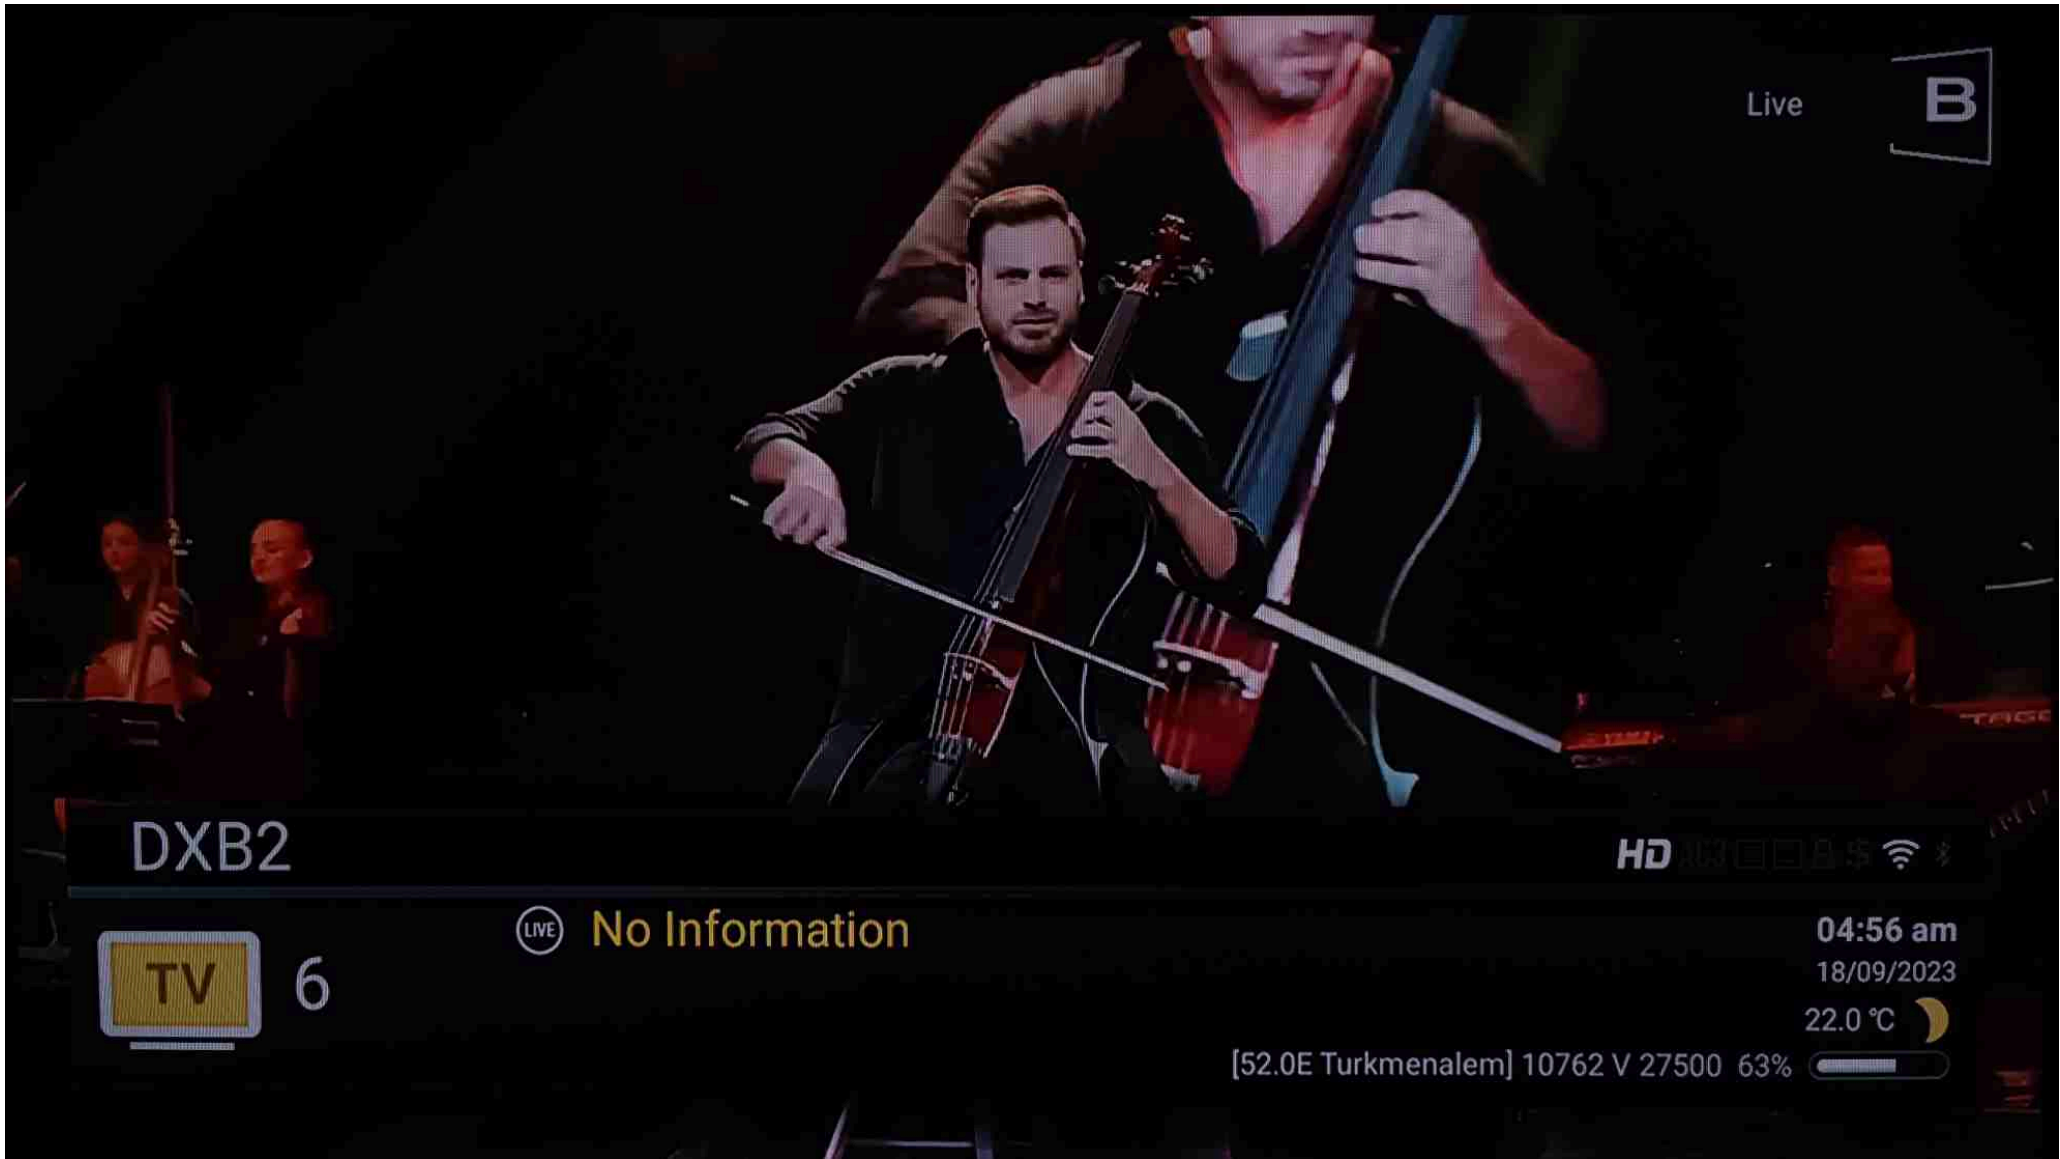 Live
B
DXB2
HD
LIVE No Information
TV 6
04:56 am
18/09/2023
22.0 °C
[52.0E Turkmenalem] 10762 V 27500 63%